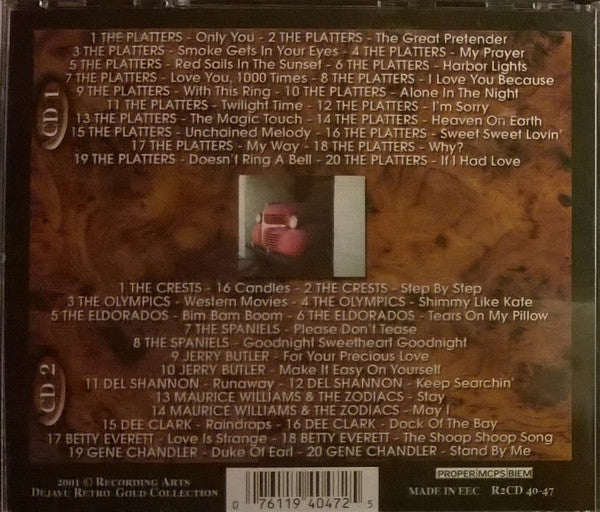 CD 1
1 THE PLATTERS - Only You - 2 THE PLATTERS - The Great Pretender
3 THE PLATTERS - Smoke Gets In Your Eyes - 4 THE PLATTERS - My Prayer
5 THE PLATTERS - Red Sails In The Sunset - 6 THE PLATTERS - Harbor Lights
7 THE PLATTERS - Love You, 1000 Times - 8 THE PLATTERS - I Love You Because
9 THE PLATTERS - With This Ring - 10 THE PLATTERS - Alone In The Night
11 THE PLATTERS - Twilight Time - 12 THE PLATTERS - I'm Sorry
13 THE PLATTERS - The Magic Touch - 14 THE PLATTERS - Heaven On Earth
15 THE PLATTERS - Unchained Melody - 16 THE PLATTERS - Sweet Sweet Lovin'
17 THE PLATTERS - My Way - 18 THE PLATTERS - Why?
19 THE PLATTERS - Doesn't Ring A Bell - 20 THE PLATTERS - If I Had Love
CD 2
1 THE CRESTS - 16 Candles - 2 THE CRESTS - Step By Step
3 THE OLYMPICS - Western Movies - 4 THE OLYMPICS - Shimmy Like Kate
5 THE ELDORADOS - Bim Bam Boom - 6 THE ELDORADOS - Tears On My Pillow
7 THE SPANIELS - Please Don't Tease
8 THE SPANIELS - Goodnight Sweetheart Goodnight
9 JERRY BUTLER - For Your Precious Love
10 JERRY BUTLER - Make It Easy On Yourself
11 DEL SHANNON - Runaway - 12 DEL SHANNON - Keep Searchin'
13 MAURICE WILLIAMS & THE ZODIACS - Stay
14 MAURICE WILLIAMS & THE ZODIACS - May I
15 DEE CLARK - Raindrops - 16 DEE CLARK - Dock Of The Bay
17 BETTY EVERETT - Love Is Strange - 18 BETTY EVERETT - The Shoop Shoop Song
19 GENE CHANDLER - Duke Of Earl - 20 GENE CHANDLER - Stand By Me
2001 © Recording Arts
Dejavu Retro Gold Collection
0 76119 40472 5
PROPER MCPS BIEM
MADE IN EEC R2CD 40-47